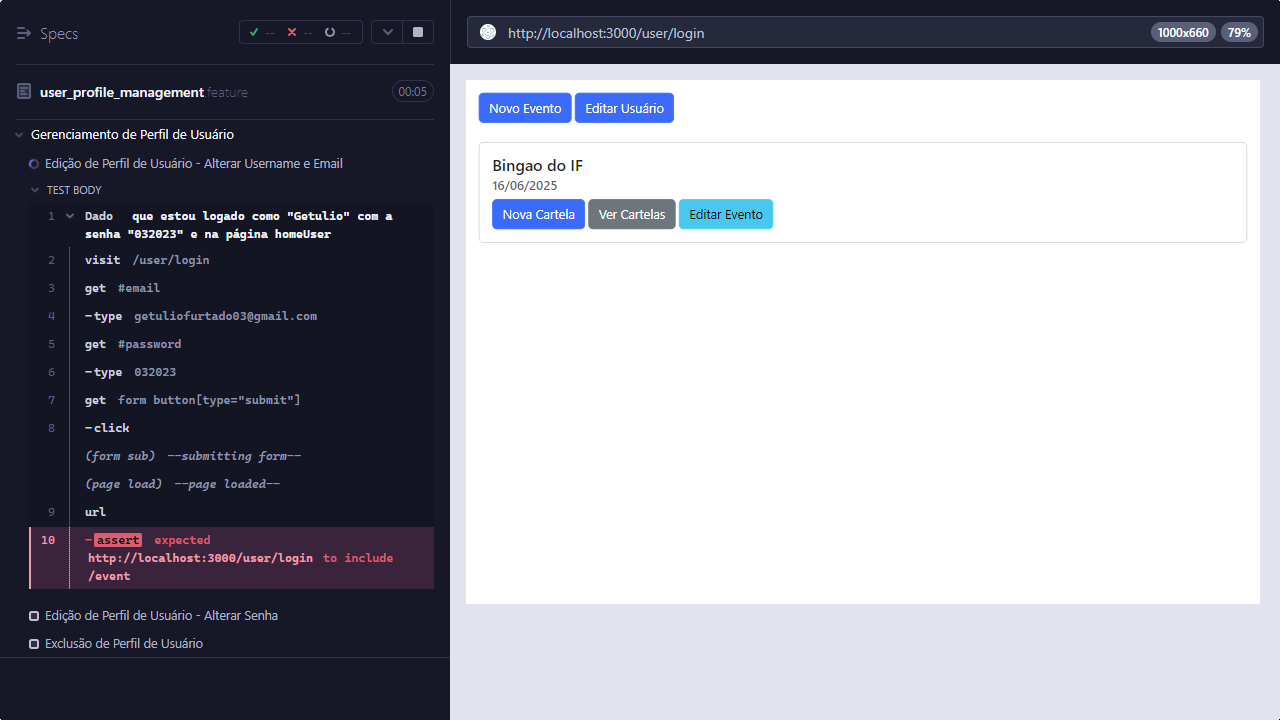 Specs
-- -- --
user_profile_management.feature 00:05
Gerenciamento de Perfil de Usuário
Edição de Perfil de Usuário - Alterar Username e Email
TEST BODY
1 Dado que estou logado como "Getulio" com a
senha "032023" e na página homeUser
2 visit /user/login
3 get #email
4 -type getuliofurtado03@gmail.com
5 get #password
6 -type 032023
7 get form button[type="submit"]
8 -click
(form sub) --submitting form--
(page load) --page loaded--
9 url
10 -assert expected
http://localhost:3000/user/login to include
/event
Edição de Perfil de Usuário - Alterar Senha
Exclusão de Perfil de Usuário
http://localhost:3000/user/login 1000x660 79%
Novo Evento Editar Usuário
Bingao do IF
16/06/2025
Nova Cartela Ver Cartelas Editar Evento